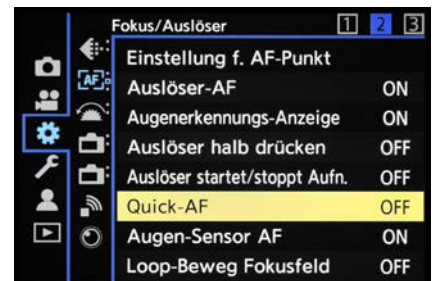 Fokus/Auslöser 1 2 3
Einstellung f. AF-Punkt
AF
Auslöser-AF ON
Augenerkennungs-Anzeige ON
Auslöser halb drücken OFF
Auslöser startet/stoppt Aufn. OFF
Quick-AF OFF
Augen-Sensor AF ON
Loop-Beweg Fokusfeld OFF